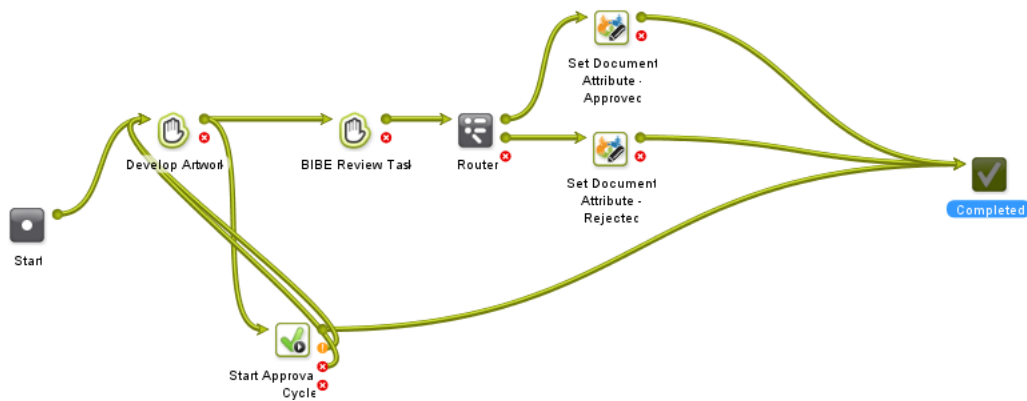 Set Document
Attribute -
Approved
Develop Artwork
BIBE Review Task
Router
Set Document
Attribute -
Rejected
Completed
Start
Start Approval
Cycle